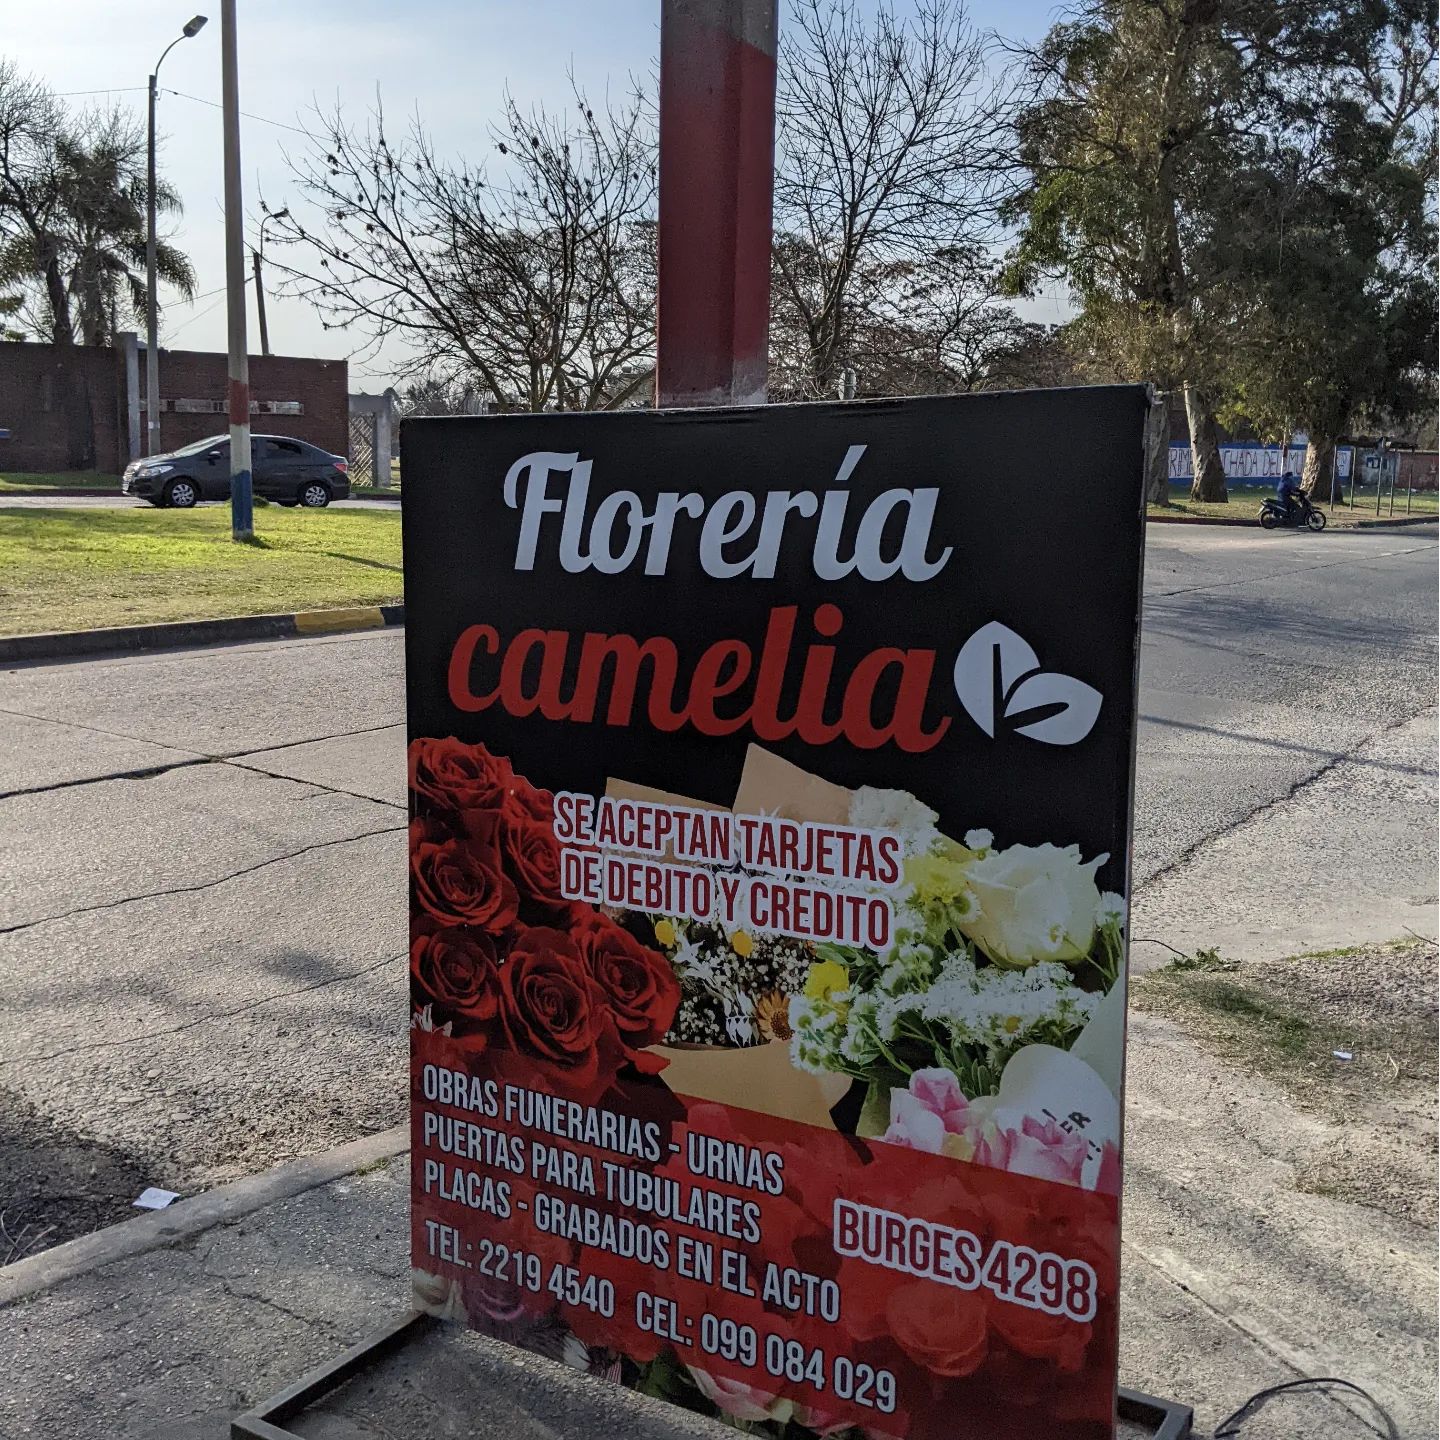 Florería
camelia
SE ACEPTAN TARJETAS
DE DEBITO Y CREDITO
OBRAS FUNERARIAS - URNAS
PUERTAS PARA TUBULARES
PLACAS - GRABADOS EN EL ACTO
TEL: 2219 4540 CEL: 099 084 029
BURGES 4298